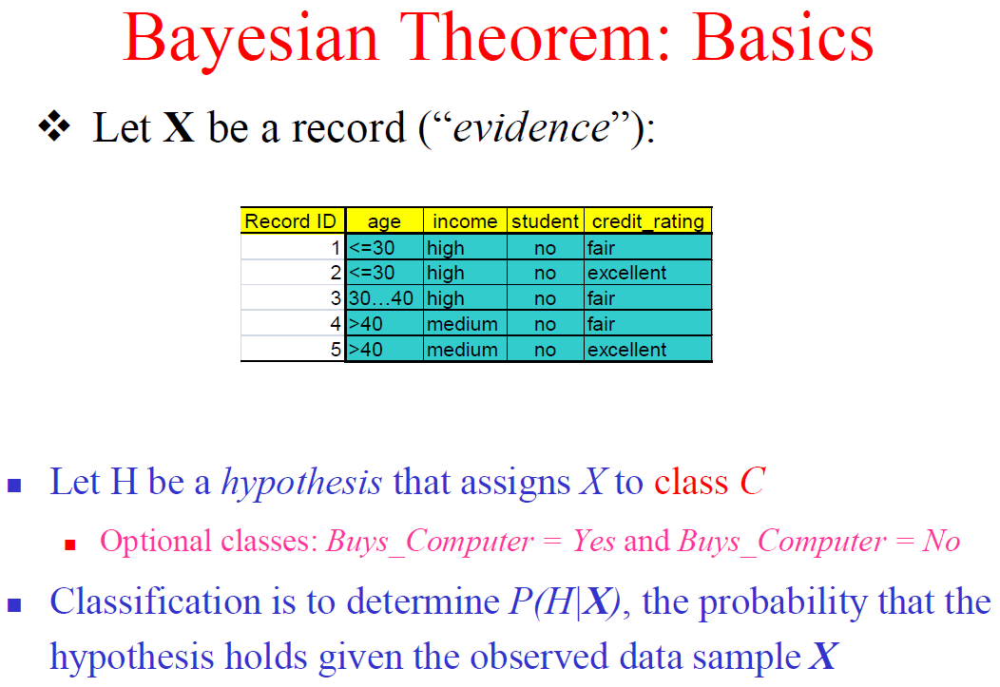 Bayesian Theorem: Basics
❖ Let X be a record (“evidence”):
Record ID age income student credit_rating
1 <=30 high no fair
2 <=30 high no excellent
3 30…40 high no fair
4 >40 medium no fair
5 >40 medium no excellent
▪ Let H be a hypothesis that assigns X to class C
▪ Optional classes: Buys_Computer = Yes and Buys_Computer = No
▪ Classification is to determine P(H|X), the probability that the
hypothesis holds given the observed data sample X